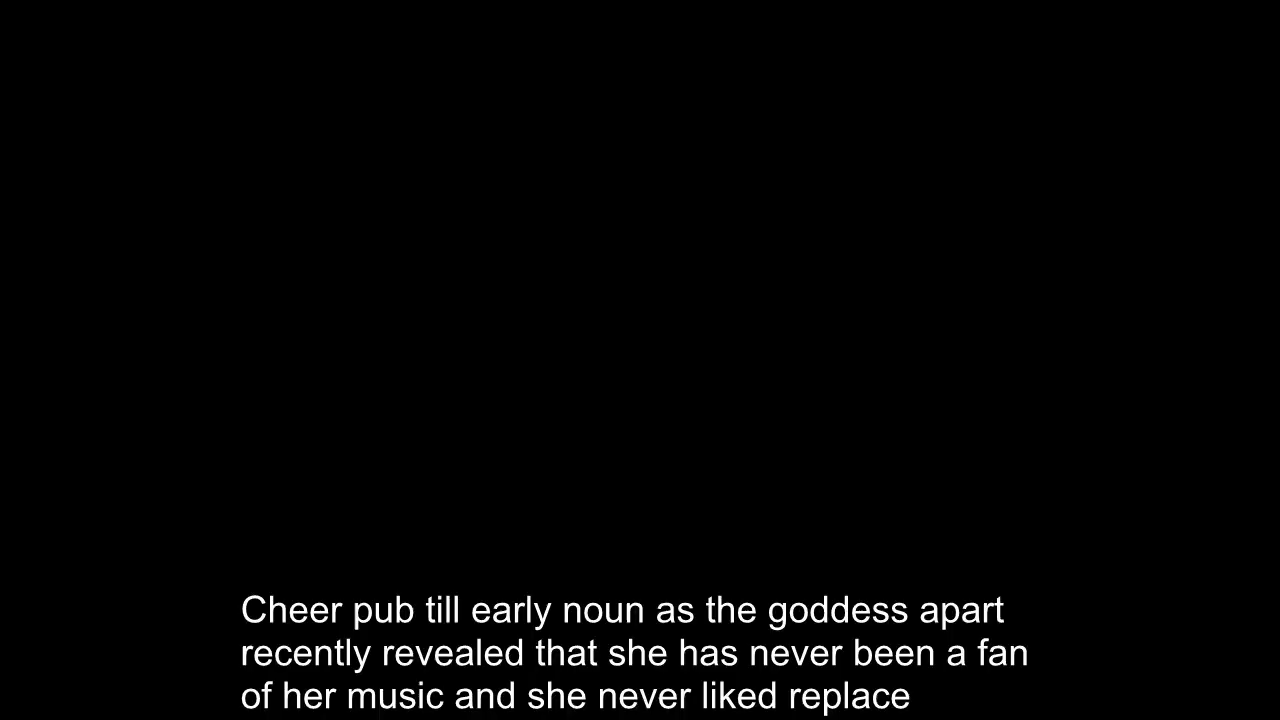 Cheer pub till early noun as the goddess apart
recently revealed that she has never been a fan
of her music and she never liked replace